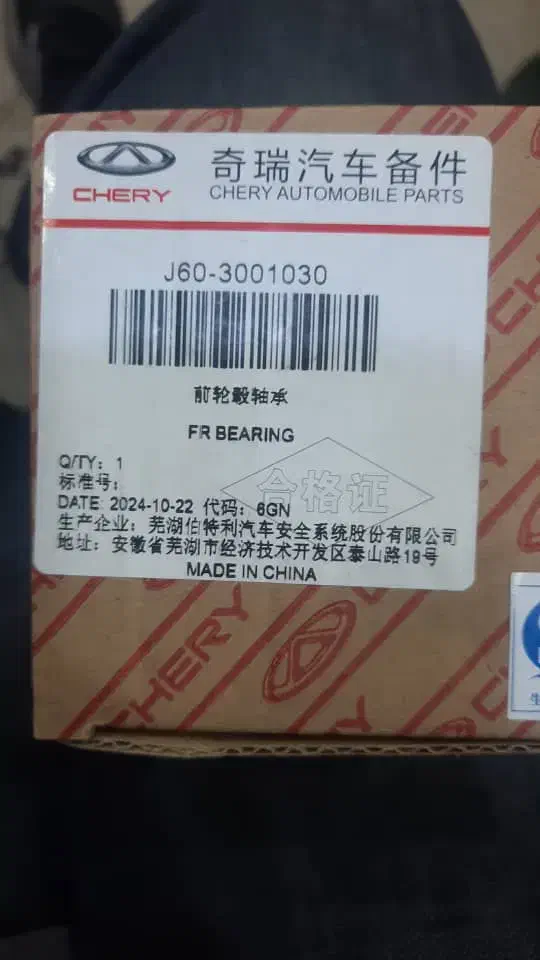 CHERY
奇瑞汽车备件
CHERY AUTOMOBILE PARTS
J60-3001030
前轮毂轴承
FR BEARING
Q/TY: 1
标准号:
合格证
DATE: 2024-10-22 代码: 6GN
生产企业: 芜湖伯特利汽车安全系统股份有限公司
地址: 安徽省芜湖市经济技术开发区泰山路19号
MADE IN CHINA
CHERY
CHERY
CHERY